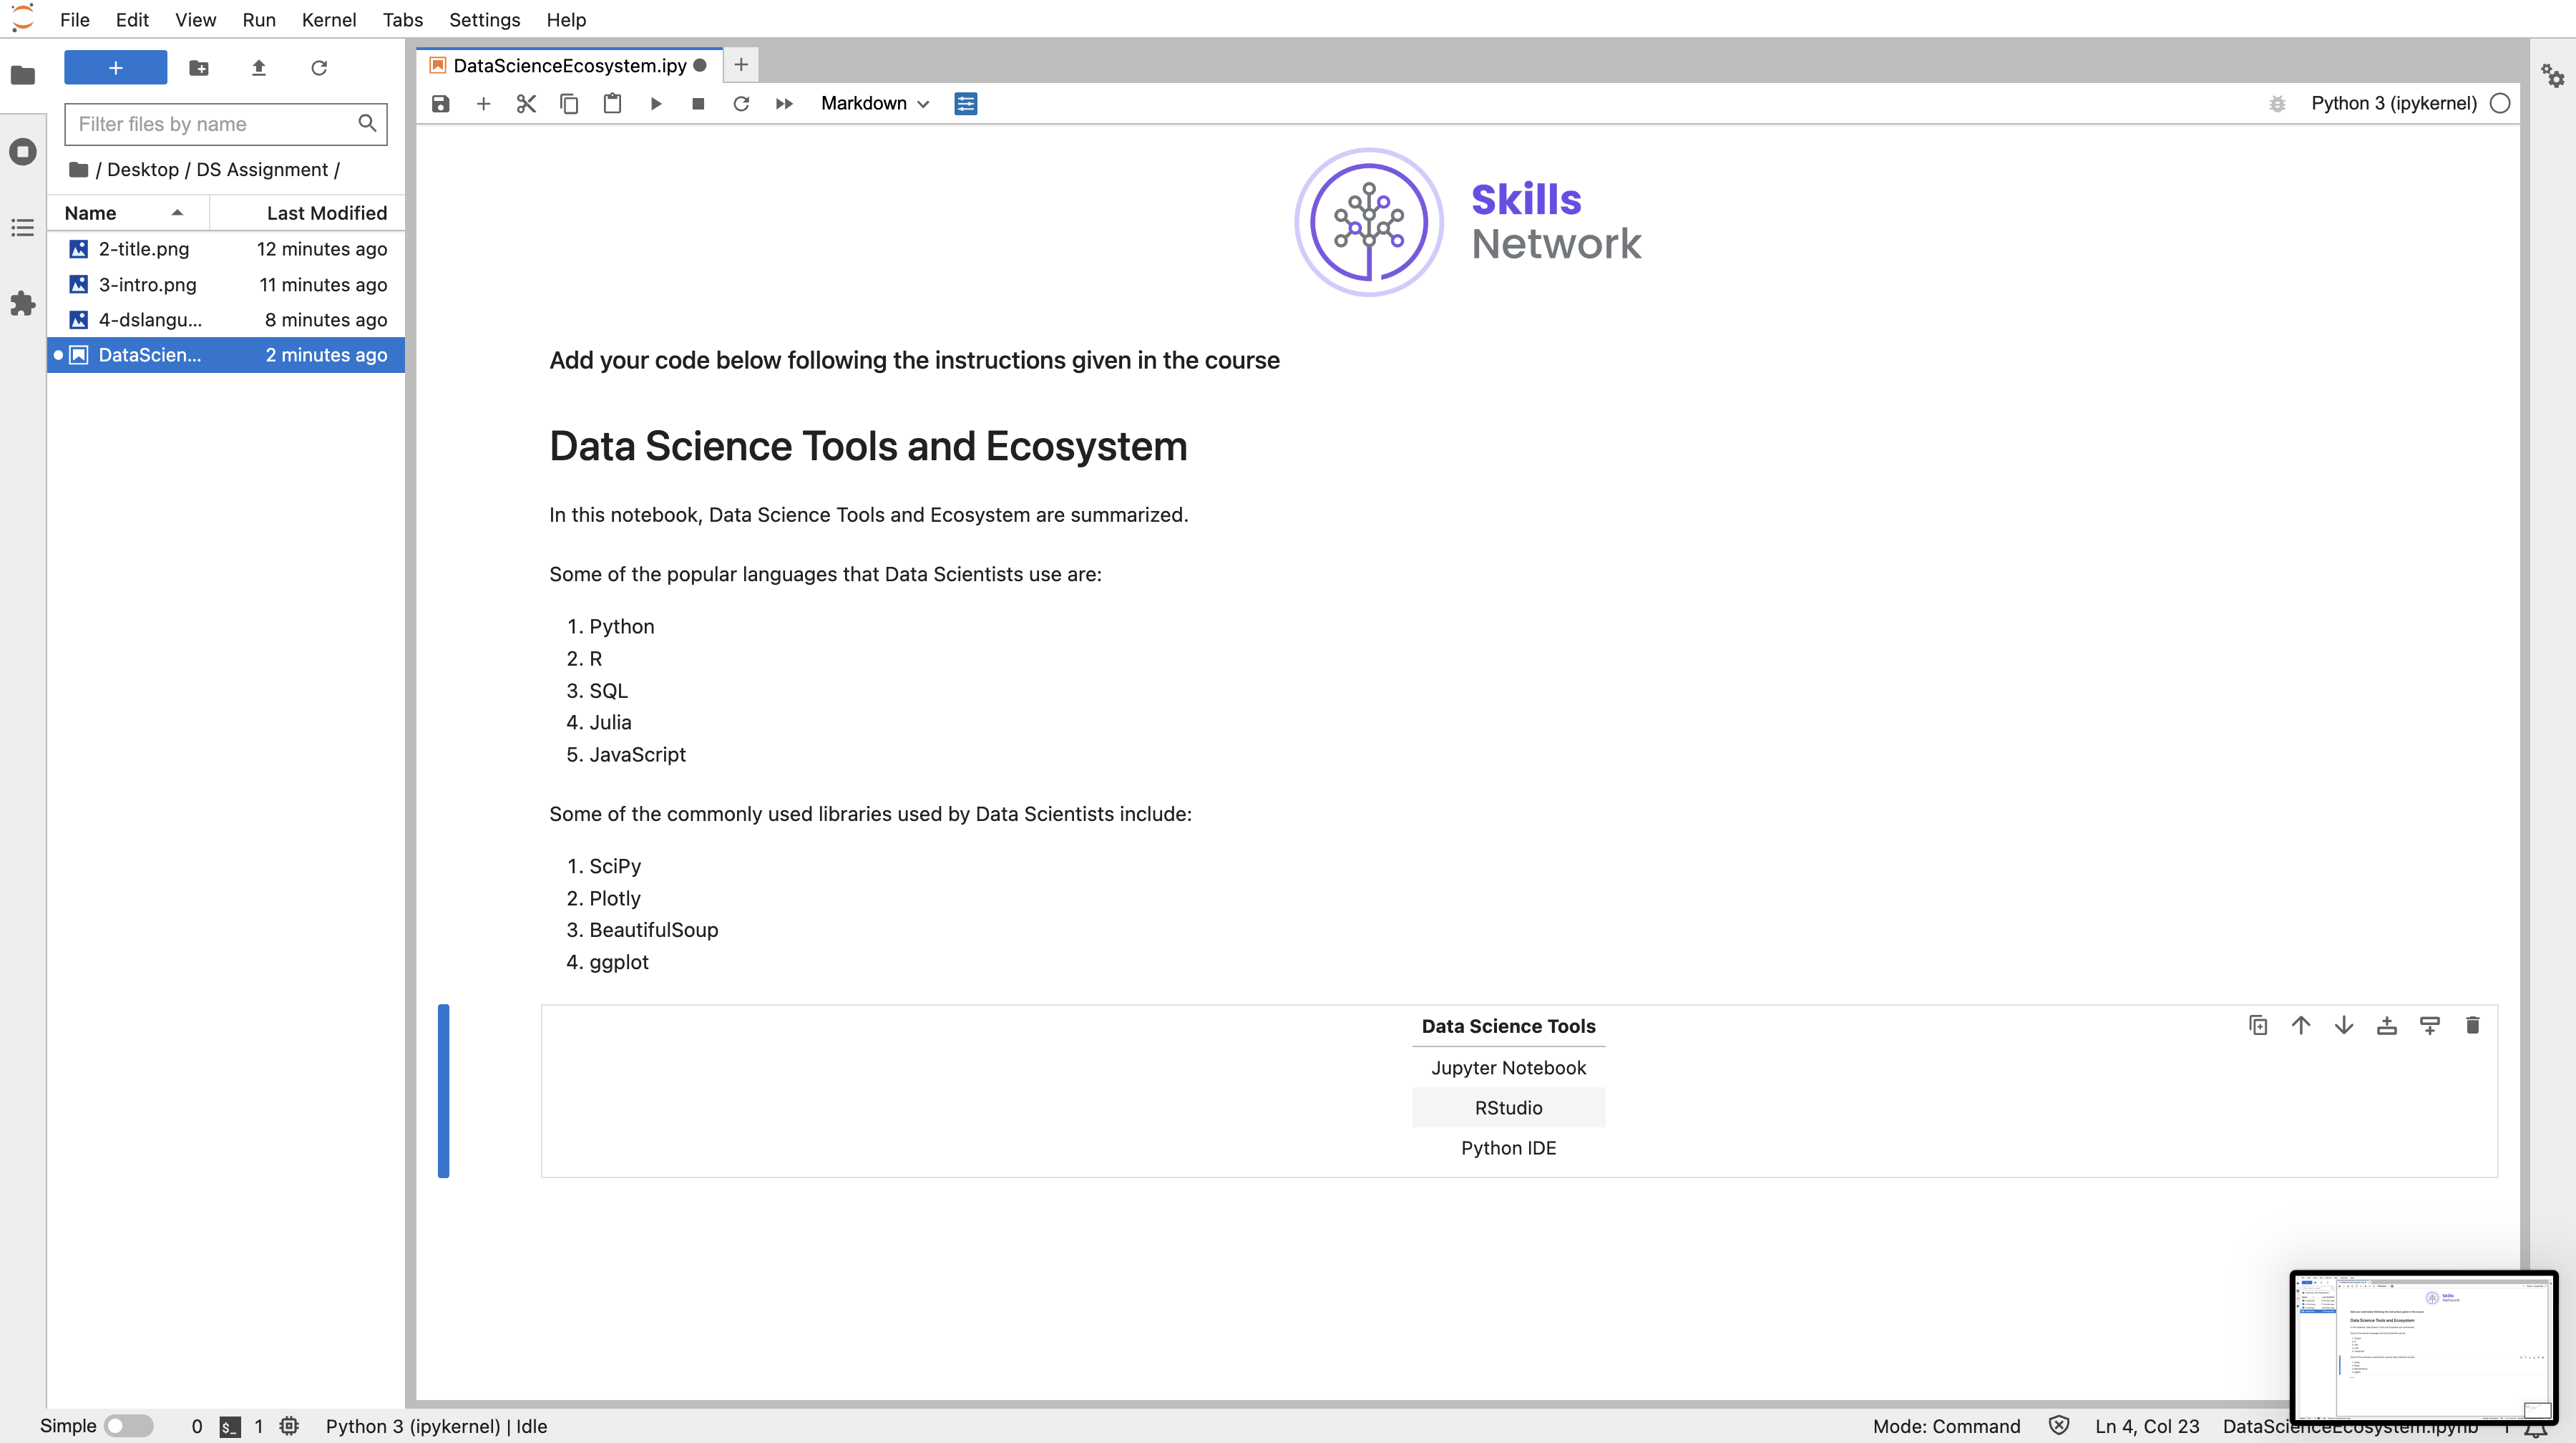 File Edit View Run Kernel Tabs Settings Help
Filter files by name
/ Desktop / DS Assignment /
Name Last Modified
2-title.png 12 minutes ago
3-intro.png 11 minutes ago
4-dslangu... 8 minutes ago
DataScien... 2 minutes ago
DataScienceEcosystem.ipy
Markdown
Python 3 (ipykernel)
Skills
Network
Add your code below following the instructions given in the course
Data Science Tools and Ecosystem
In this notebook, Data Science Tools and Ecosystem are summarized.
Some of the popular languages that Data Scientists use are:
1. Python
2. R
3. SQL
4. Julia
5. JavaScript
Some of the commonly used libraries used by Data Scientists include:
1. SciPy
2. Plotly
3. BeautifulSoup
4. ggplot
Data Science Tools
Jupyter Notebook
RStudio
Python IDE
Simple 0 $_ 1 Python 3 (ipykernel) | Idle
Mode: Command Ln 4, Col 23 DataScienceEcosystem.ipynb